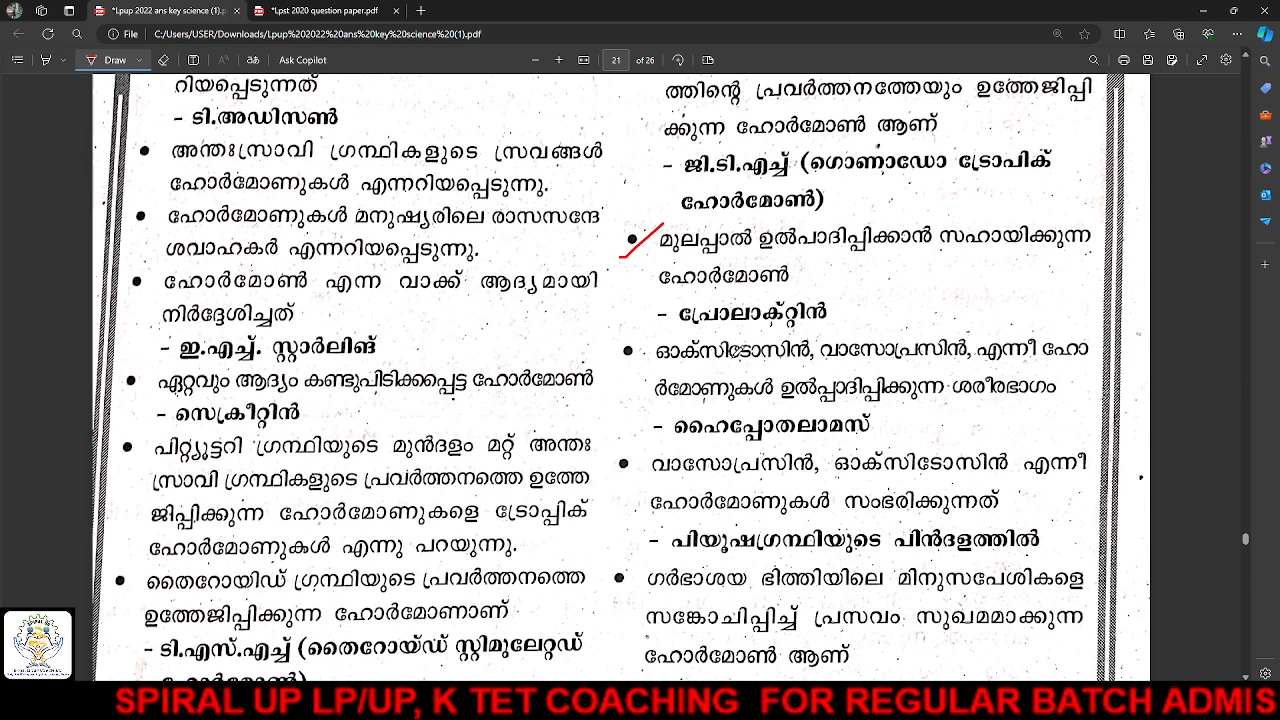 *Lpup 2022 ans key science (1).p
*Lpst 2020 question paper.pdf
File
C:/Users/USER/Downloads/Lpup%202022%20ans%20key%20science%20(1).pdf
Draw
Ask Copilot
21 of 26
റിയപ്പെടുന്നത്
- ടി.അഡിസൺ
• അന്തഃസ്രാവി ഗ്രന്ഥികളുടെ സ്രവങ്ങൾ
ഹോർമോണുകൾ എന്നറിയപ്പെടുന്നു.
• ഹോർമോണുകൾ മനുഷ്യരിലെ രാസസന്ദേ
ശവാഹകർ എന്നറിയപ്പെടുന്നു.
• ഹോർമോൺ എന്ന വാക്ക് ആദ്യമായി
നിർദ്ദേശിച്ചത്
- ഇ.എച്ച്. സ്റ്റാർലിങ്
• ഏറ്റവും ആദ്യം കണ്ടുപിടിക്കപ്പെട്ട ഹോർമോൺ
- സെക്രീറ്റിൻ
• പിറ്റ്യൂട്ടറി ഗ്രന്ഥിയുടെ മുൻദളം മറ്റ് അന്തഃ
സ്രാവി ഗ്രന്ഥികളുടെ പ്രവർത്തനത്തെ ഉത്തേ
ജിപ്പിക്കുന്ന ഹോർമോണുകളെ ട്രോപ്പിക്
ഹോർമോണുകൾ എന്നു പറയുന്നു.
• തൈറോയിഡ് ഗ്രന്ഥിയുടെ പ്രവർത്തനത്തെ
ഉത്തേജിപ്പിക്കുന്ന ഹോർമോണാണ്
- ടി.എസ്.എച്ച് (തൈറോയ്ഡ് സ്റ്റിമുലേറ്റഡ്
ഹോർമോൺ)
ത്തിന്റെ പ്രവർത്തനത്തേയും ഉത്തേജിപ്പി
ക്കുന്ന ഹോർമോൺ ആണ്
- ജി.ടി.എച്ച് (ഗൊണാഡോ ട്രോപിക്
ഹോർമോൺ)
• മുലപ്പാൽ ഉൽപാദിപ്പിക്കാൻ സഹായിക്കുന്ന
ഹോർമോൺ
- പ്രോലാക്റ്റിൻ
• ഓക്സിടോസിൻ, വാസോപ്രസിൻ, എന്നീ ഹോ
ർമോണുകൾ ഉൽപ്പാദിപ്പിക്കുന്ന ശരീരഭാഗം
- ഹൈപ്പോതലാമസ്
• വാസോപ്രസിൻ, ഓക്സിടോസിൻ എന്നീ
ഹോർമോണുകൾ സംഭരിക്കുന്നത്
- പിയൂഷഗ്രന്ഥിയുടെ പിൻദളത്തിൽ
• ഗർഭാശയ ഭിത്തിയിലെ മിനുസപേശികളെ
സങ്കോചിപ്പിച്ച് പ്രസവം സുഖമമാക്കുന്ന
ഹോർമോൺ ആണ്
SPIRAL UP LP/UP, K TET COACHING FOR REGULAR BATCH ADMIS